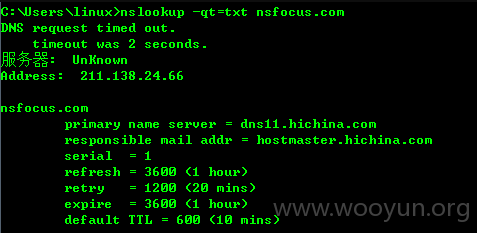 C:\Users\linux>nslookup -qt=txt nsfocus.com
DNS request timed out.
    timeout was 2 seconds.
服务器:  UnKnown
Address:  211.138.24.66

nsfocus.com
        primary name server = dns11.hichina.com
        responsible mail addr = hostmaster.hichina.com
        serial  = 1
        refresh = 3600 (1 hour)
        retry   = 1200 (20 mins)
        expire  = 3600 (1 hour)
        default TTL = 600 (10 mins)
www.wooyun.org